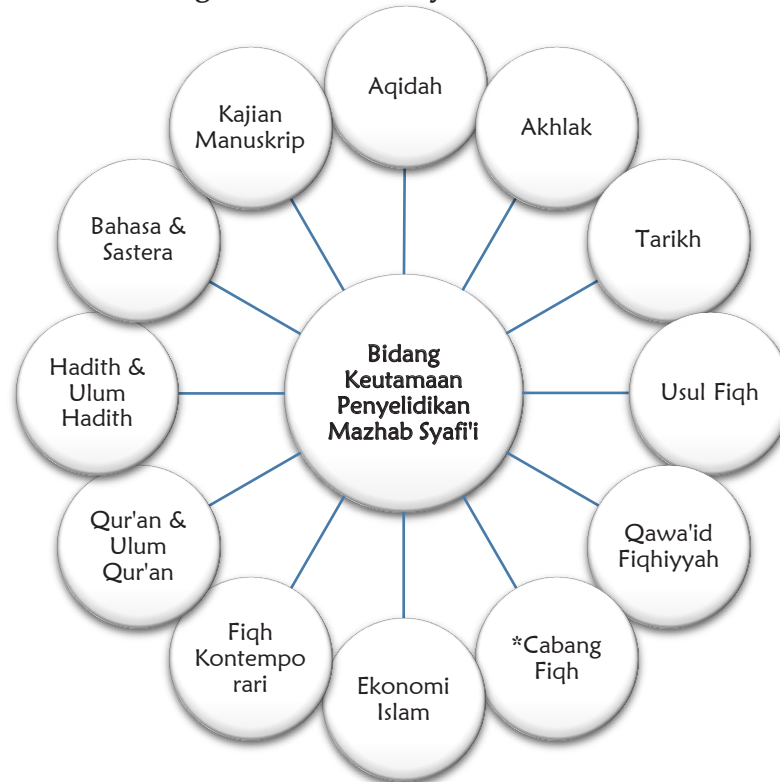 Aqidah
Akhlak
Tarikh
Usul Fiqh
Qawa'id
Fiqhiyyah
*Cabang
Fiqh
Ekonomi
Islam
Fiqh
Kontempo
rari
Qur'an &
Ulum
Qur'an
Hadith &
Ulum
Hadith
Bahasa &
Sastera
Kajian
Manuskrip
Bidang
Keutamaan
Penyelidikan
Mazhab Syafi'i